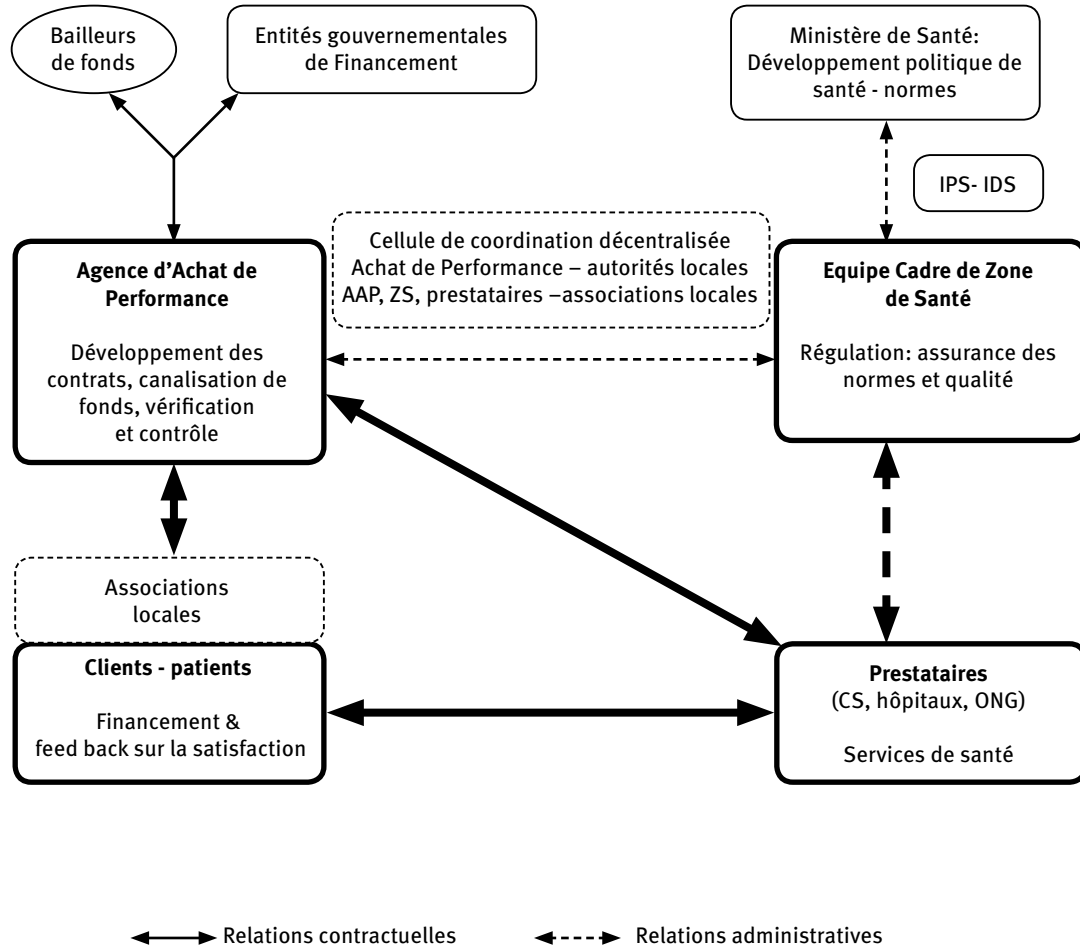 Bailleurs
de fonds
Entités gouvernementales
de Financement
Ministère de Santé:
Développement politique de
santé - normes
IPS- IDS
Cellule de coordination décentralisée
Achat de Performance – autorités locales
AAP, ZS, prestataires –associations locales
Agence d’Achat de
Performance
Développement des
contrats, canalisation de
fonds, vérification
et contrôle
Equipe Cadre de Zone
de Santé
Régulation: assurance des
normes et qualité
Associations
locales
Clients - patients
Financement &
feed back sur la satisfaction
Prestataires
(CS, hôpitaux, ONG)
Services de santé
Relations contractuelles
Relations administratives